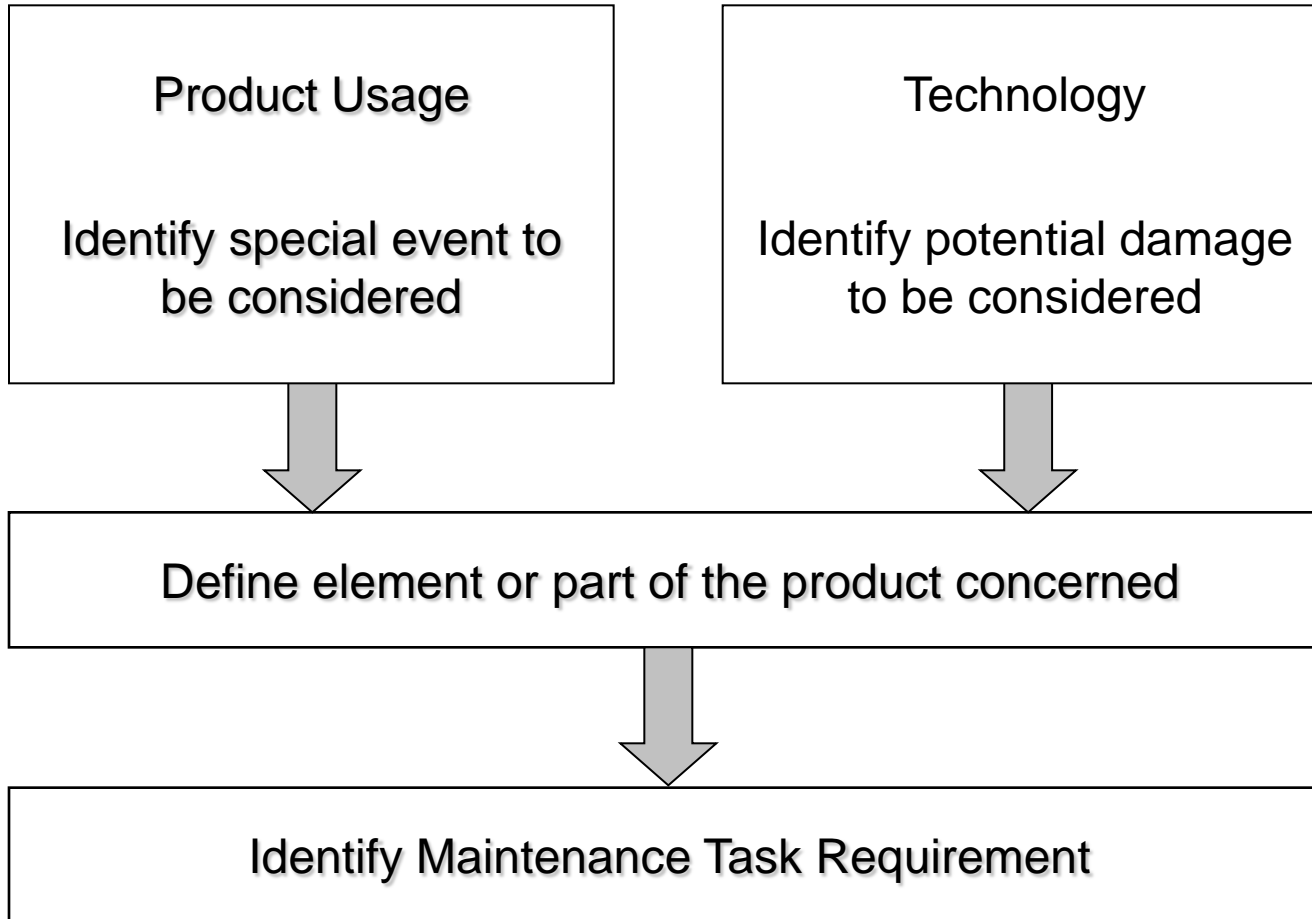 Product Usage
Identify special event to
be considered
Technology
Identify potential damage
to be considered
Define element or part of the product concerned
Identify Maintenance Task Requirement